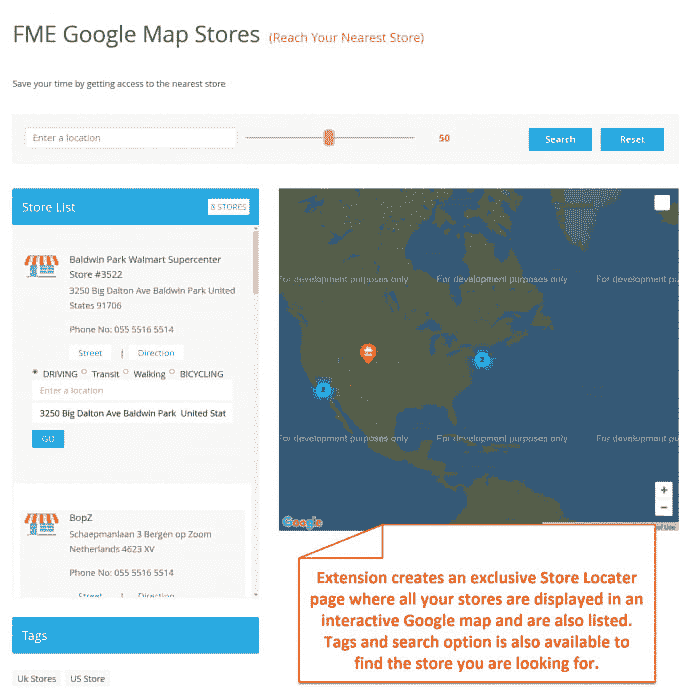 FME Google Map Stores (Reach Your Nearest Store)
Save your time by getting access to the nearest store
Enter a location
50
Search
Reset
Store List
8 STORES
Baldwin Park Walmart Supercenter
Store #3522
3250 Big Dalton Ave Baldwin Park United
States 91706
Phone No: 055 5516 5514
Street | Direction
DRIVING Transit Walking BICYCLING
Enter a location
3250 Big Dalton Ave Baldwin Park United Stat
GO
BopZ
Schaepmanlaan 3 Bergen op Zoom
Netherlands 4623 XV
Phone No: 055 5516 5514
Street | Direction
Tags
Uk Stores
US Store
For development purposes only For development purposes only For development pu
2
2
For development purposes only For development purposes only For development pu
+
−
Google
of Use
Extension creates an exclusive Store Locater
page where all your stores are displayed in an
interactive Google map and are also listed.
Tags and search option is also available to
find the store you are looking for.